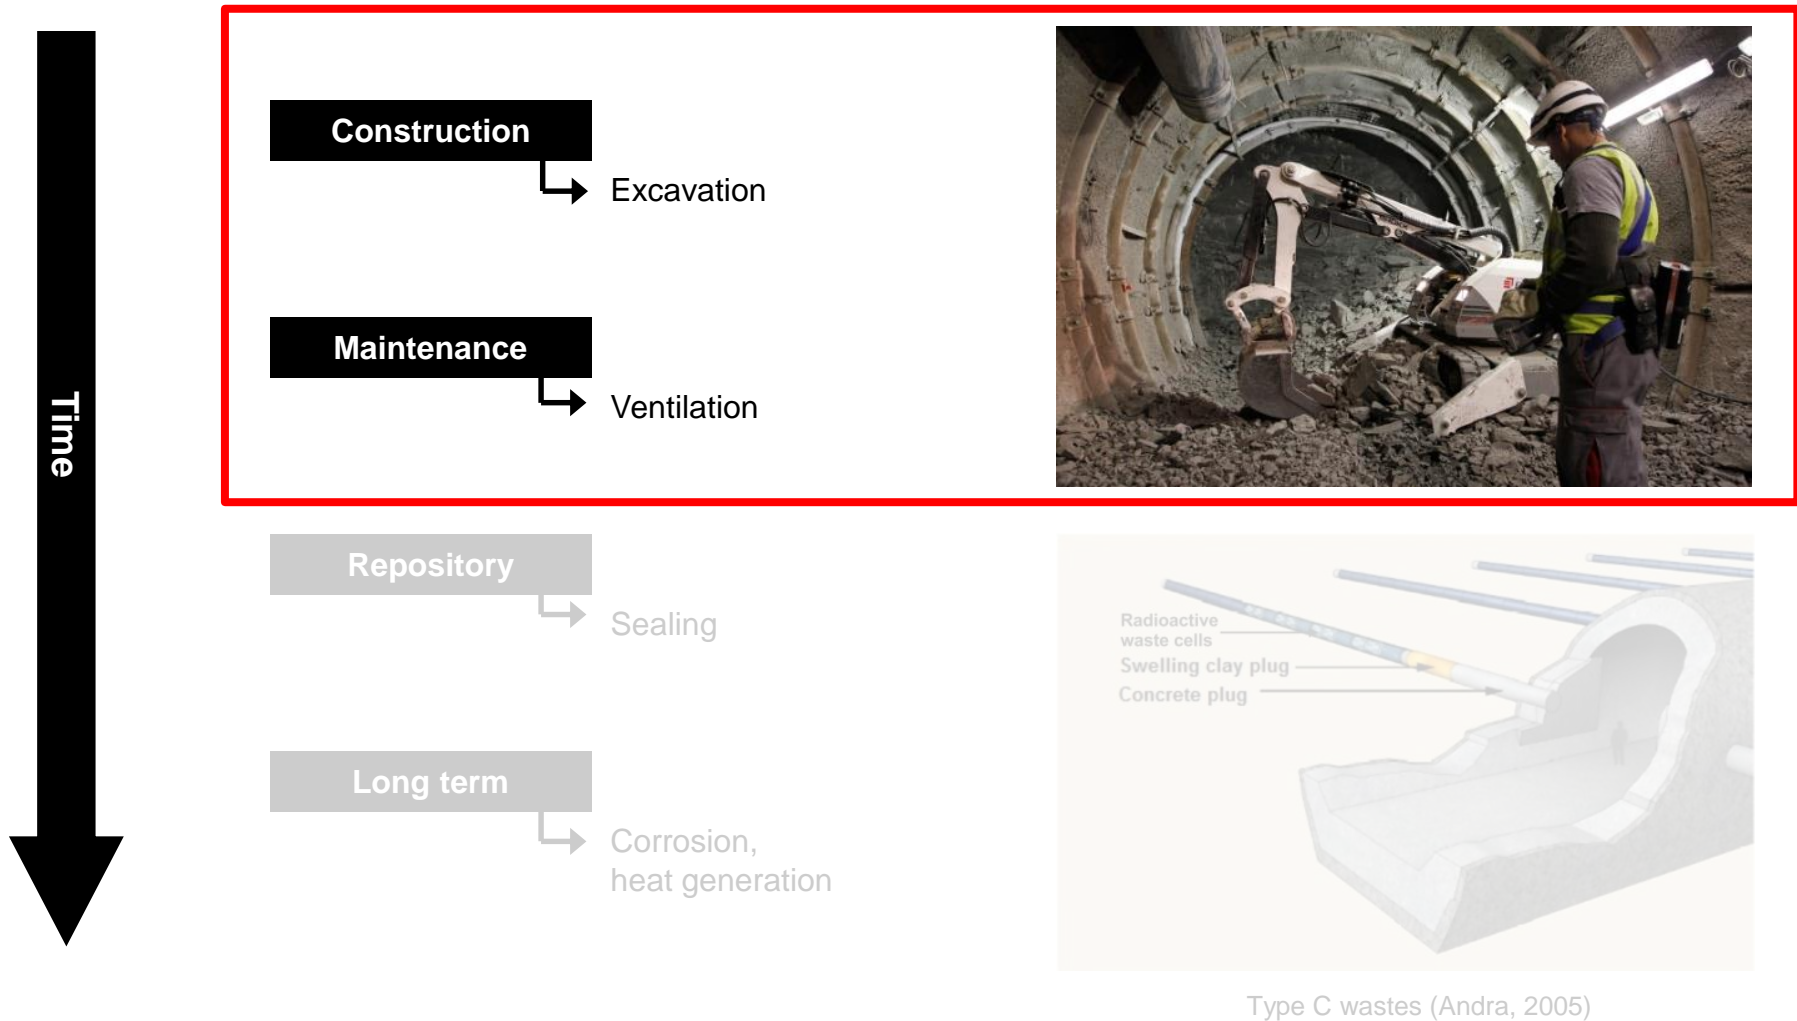 Time
Construction
Excavation
Maintenance
Ventilation
Repository
Sealing
Long term
Corrosion,
heat generation
Radioactive
waste cells
Swelling clay plug
Concrete plug
Type C wastes (Andra, 2005)